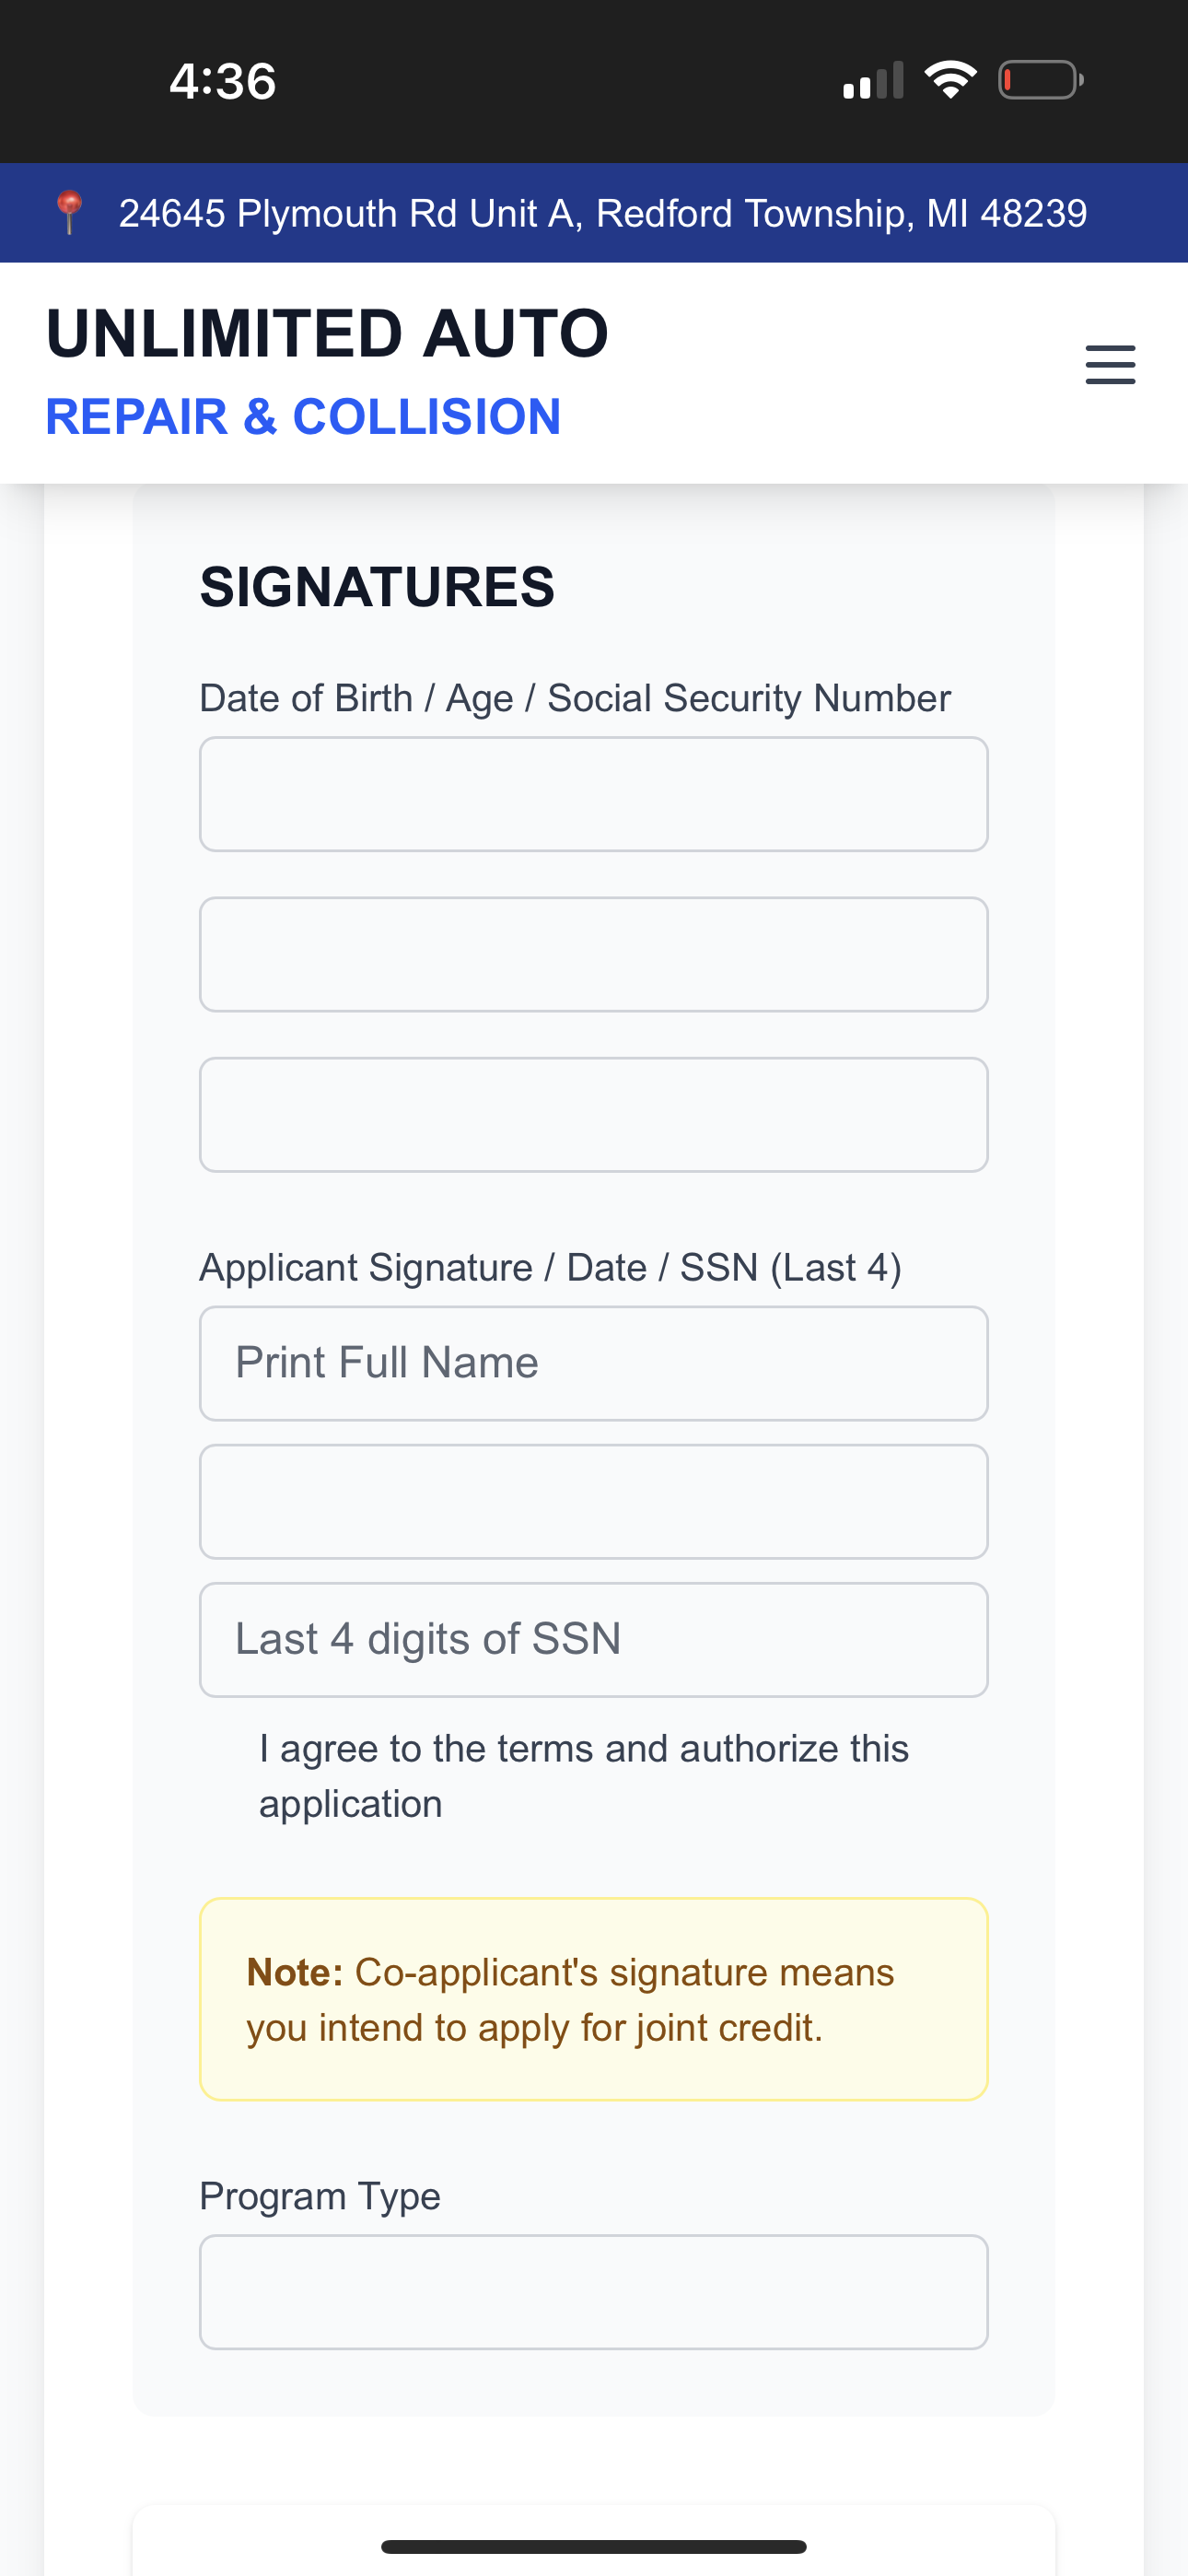 4:36
24645 Plymouth Rd Unit A, Redford Township, MI 48239
UNLIMITED AUTO
REPAIR & COLLISION
SIGNATURES
Date of Birth / Age / Social Security Number
Applicant Signature / Date / SSN (Last 4)
Print Full Name
Last 4 digits of SSN
I agree to the terms and authorize this
application
Note: Co-applicant's signature means
you intend to apply for joint credit.
Program Type